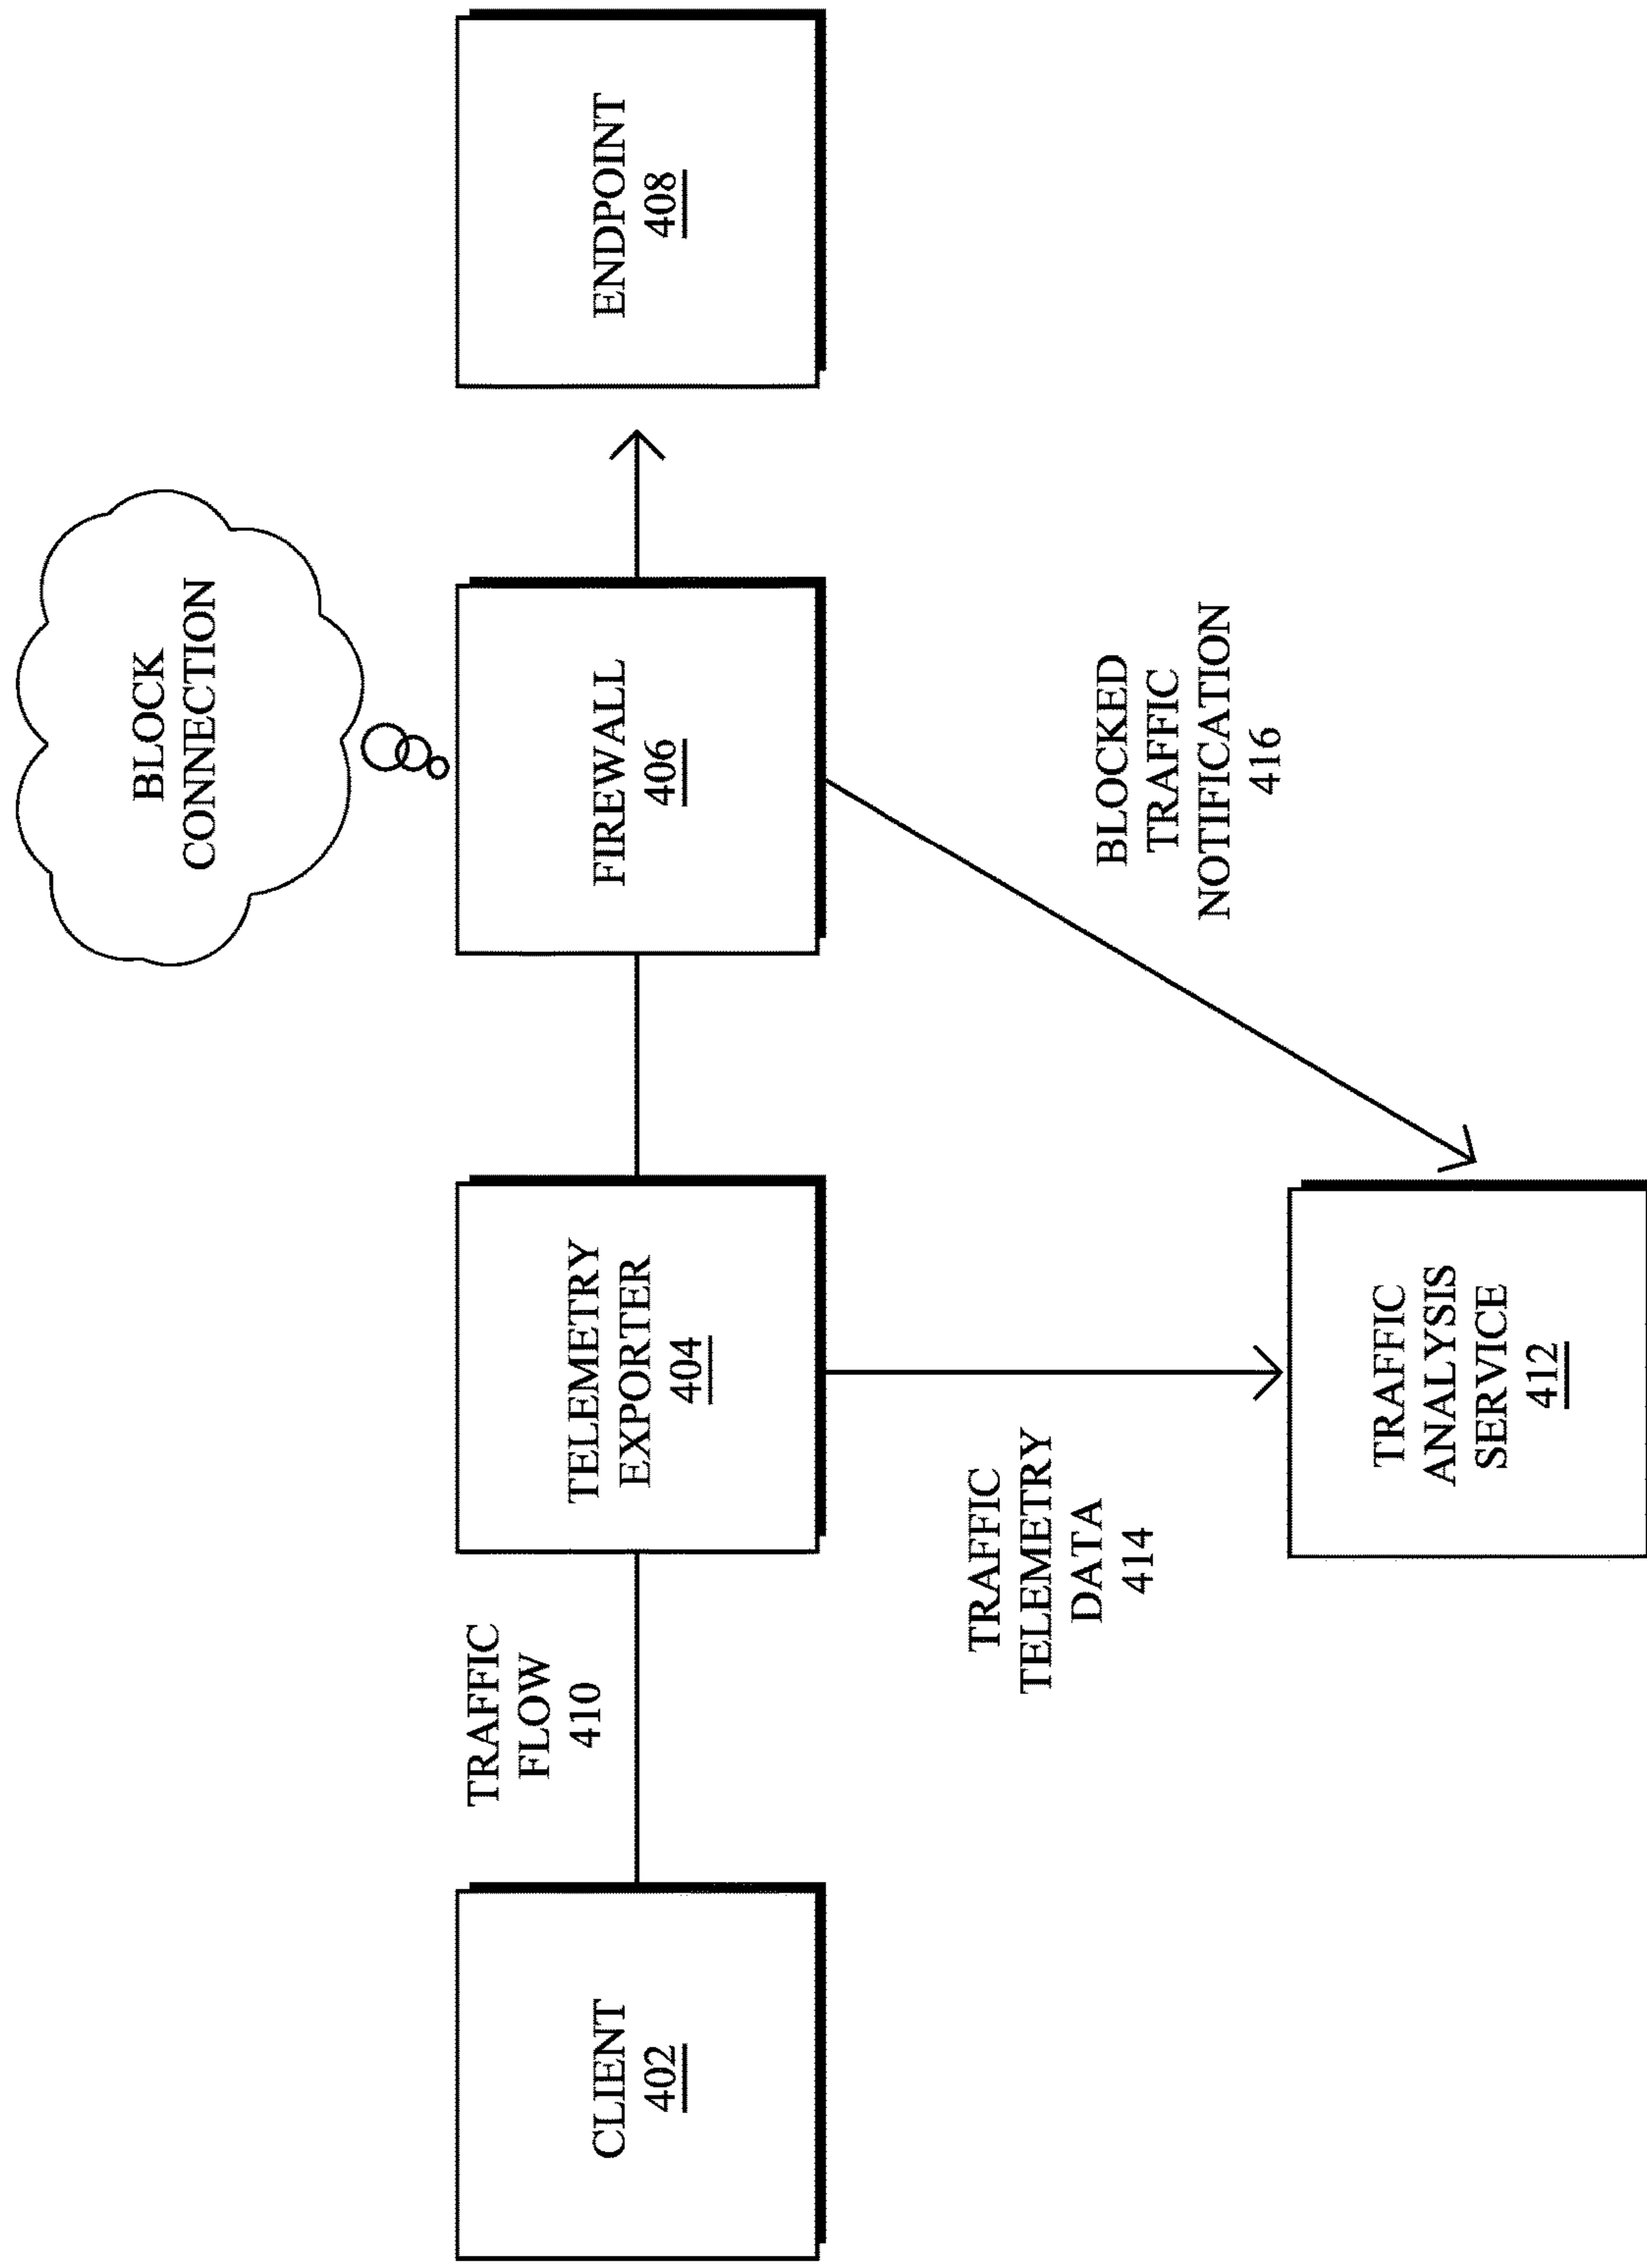 BLOCK
CONNECTION
CLIENT
402
TRAFFIC
FLOW
410
TELEMETRY
EXPORTER
404
FIREWALL
406
ENDPOINT
408
TRAFFIC
TELEMETRY
DATA
414
BLOCKED
TRAFFIC
NOTIFICATION
416
TRAFFIC
ANALYSIS
SERVICE
412